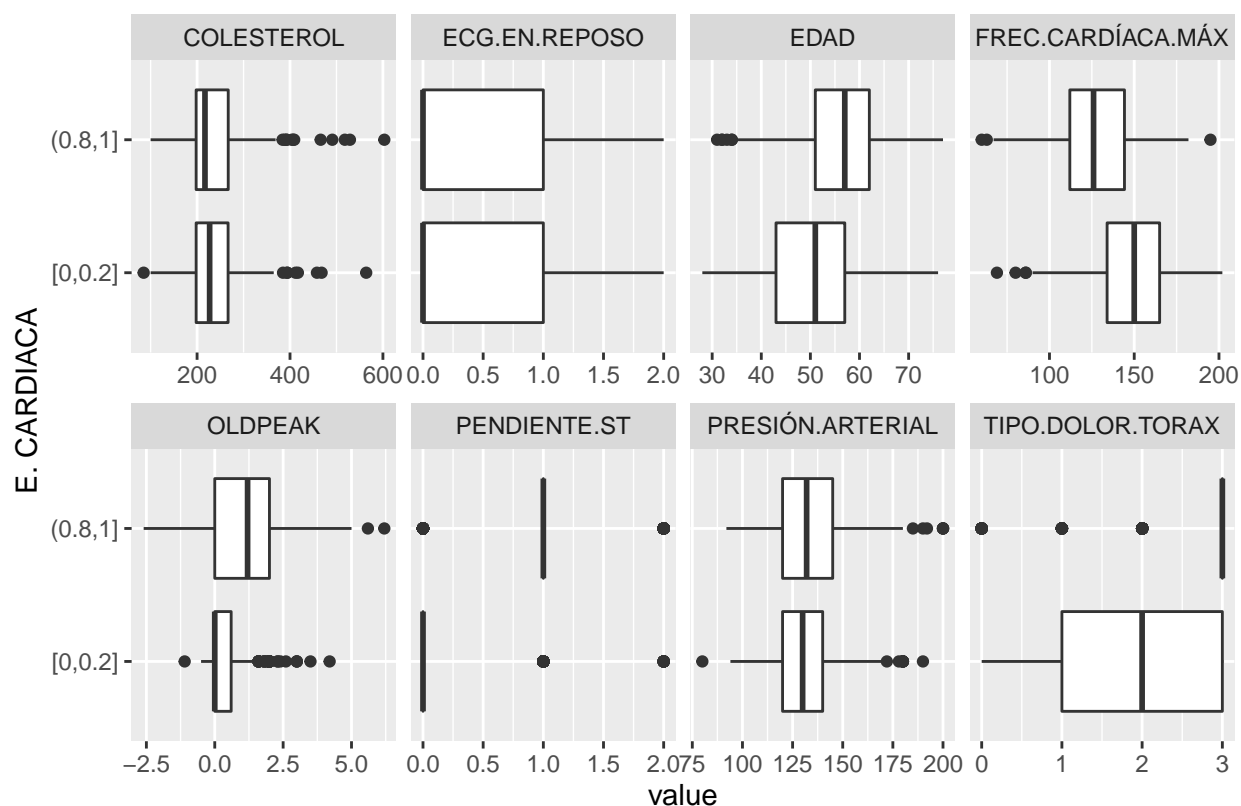 COLESTEROL
ECG.EN.REPOSO
EDAD
FREC.CARDÍACA.MÁX
(0.8,1]
[0,0.2]
200 400 600
0.0 0.5 1.0 1.5 2.0
30 40 50 60 70
100 150 200
OLDPEAK
PENDIENTE.ST
PRESIÓN.ARTERIAL
TIPO.DOLOR.TORAX
(0.8,1]
[0,0.2]
−2.5 0.0 2.5 5.0
0.0 0.5 1.0 1.5 2.0
75 100 125 150 175 200
0 1 2 3
E. CARDIACA
value